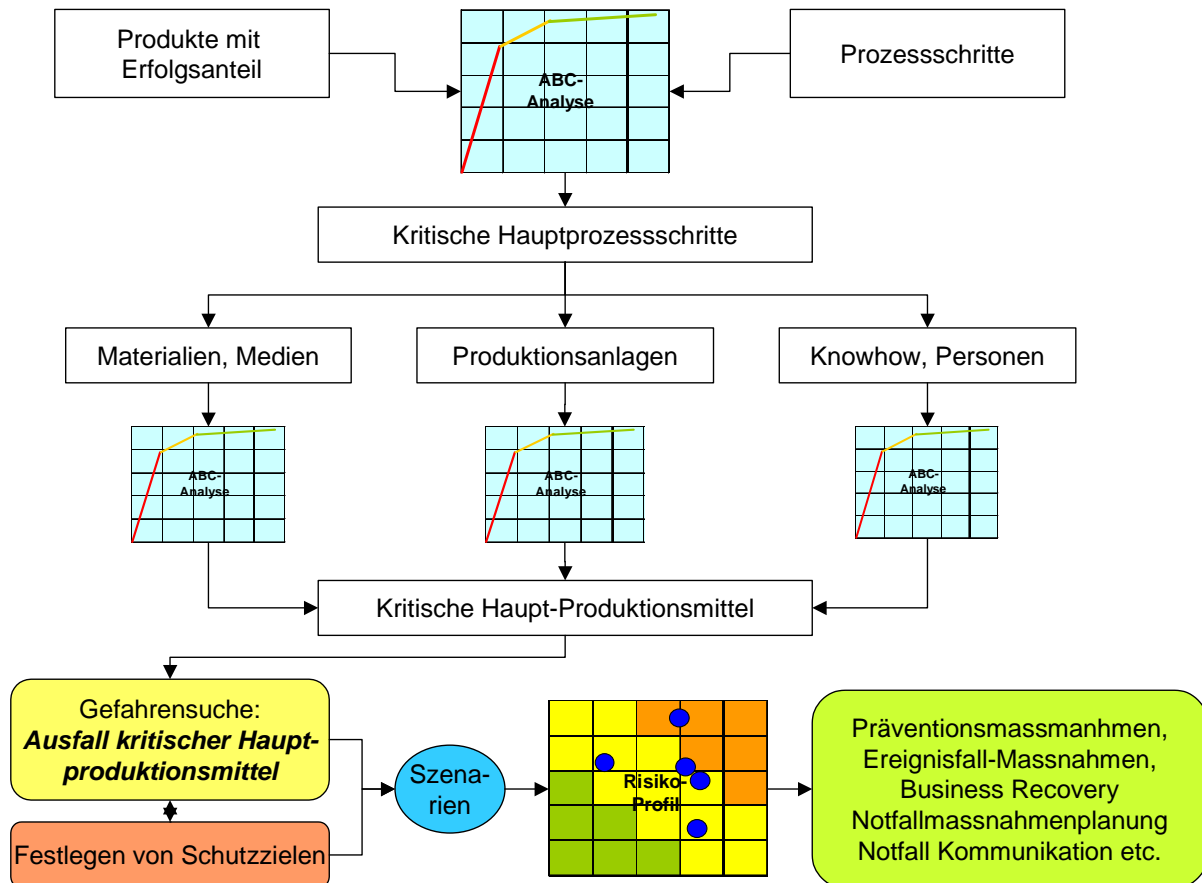 Produkte mit
Erfolgsanteil
ABC-
Analyse
Prozessschritte
Kritische Hauptprozessschritte
Materialien, Medien
Produktionsanlagen
Knowhow, Personen
ABC-
Analyse
ABC-
Analyse
ABC-
Analyse
Kritische Haupt-Produktionsmittel
Gefahrensuche:
Ausfall kritischer Haupt-
produktionsmittel
Festlegen von Schutzzielen
Szena-
rien
Risiko-
Profil
Präventionsmassmanhmen,
Ereignisfall-Massnahmen,
Business Recovery
Notfallmassnahmenplanung
Notfall Kommunikation etc.